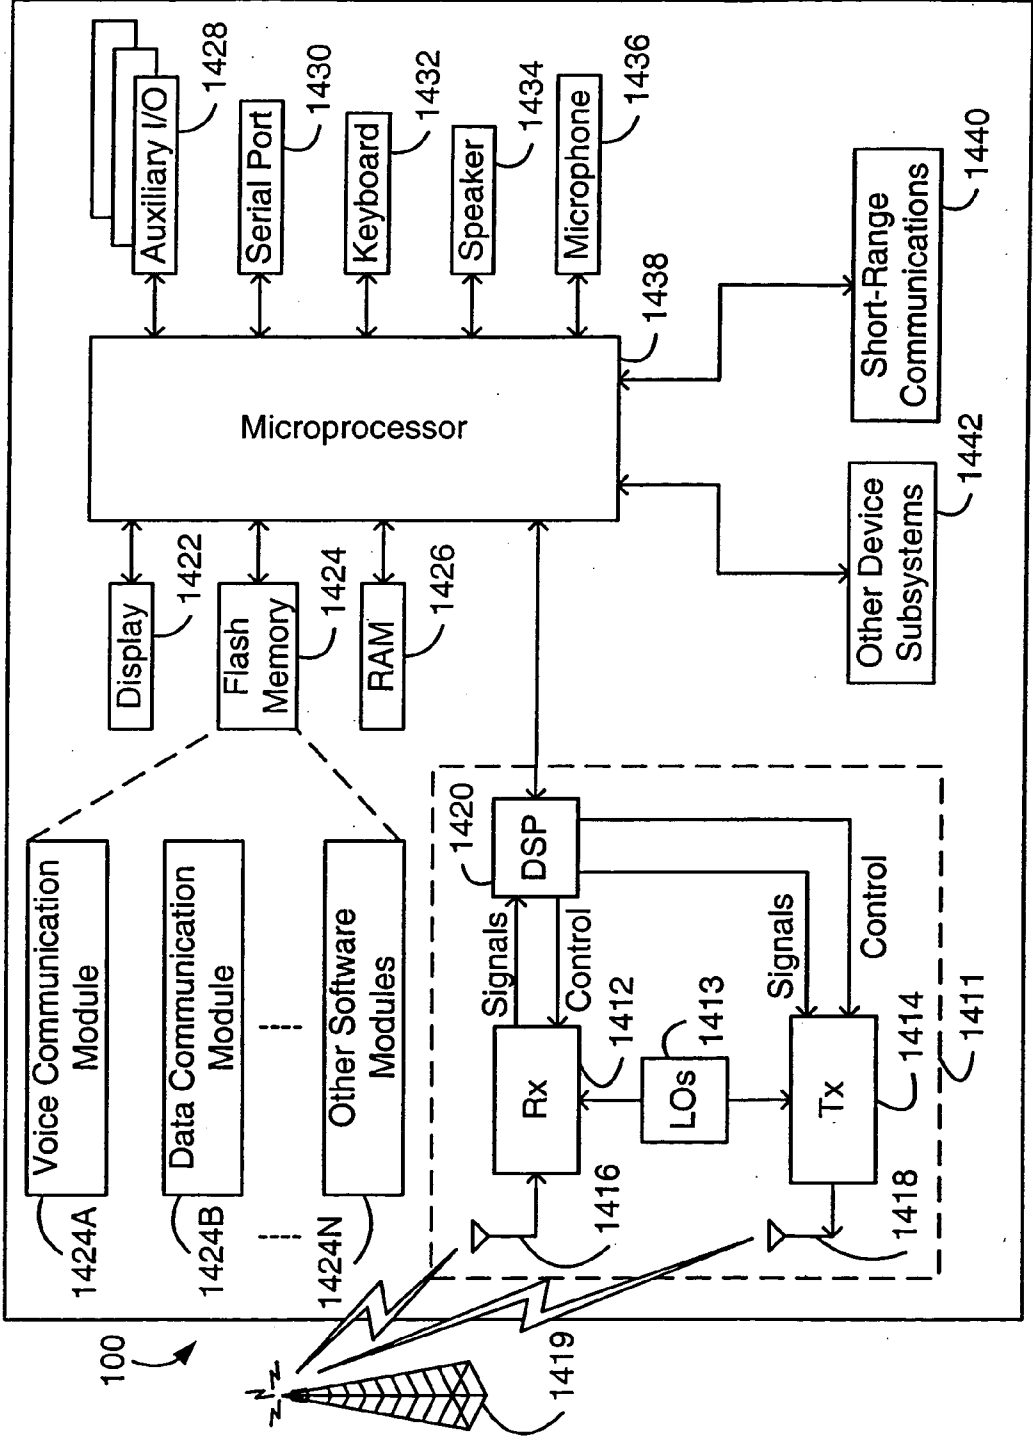 100
1419
1424A
Voice Communication
Module
1424B
Data Communication
Module
1424N
Other Software
Modules
Display
1422
Flash
Memory
1424
RAM
1426
Microprocessor
1438
Auxiliary I/O
1428
Serial Port
1430
Keyboard
1432
Speaker
1434
Microphone
1436
Short-Range
Communications
1440
Other Device
Subsystems
1442
1420
DSP
Signals
Control
Rx
1412
LOs
1413
Signals
Control
Tx
1414
1416
1418
1411